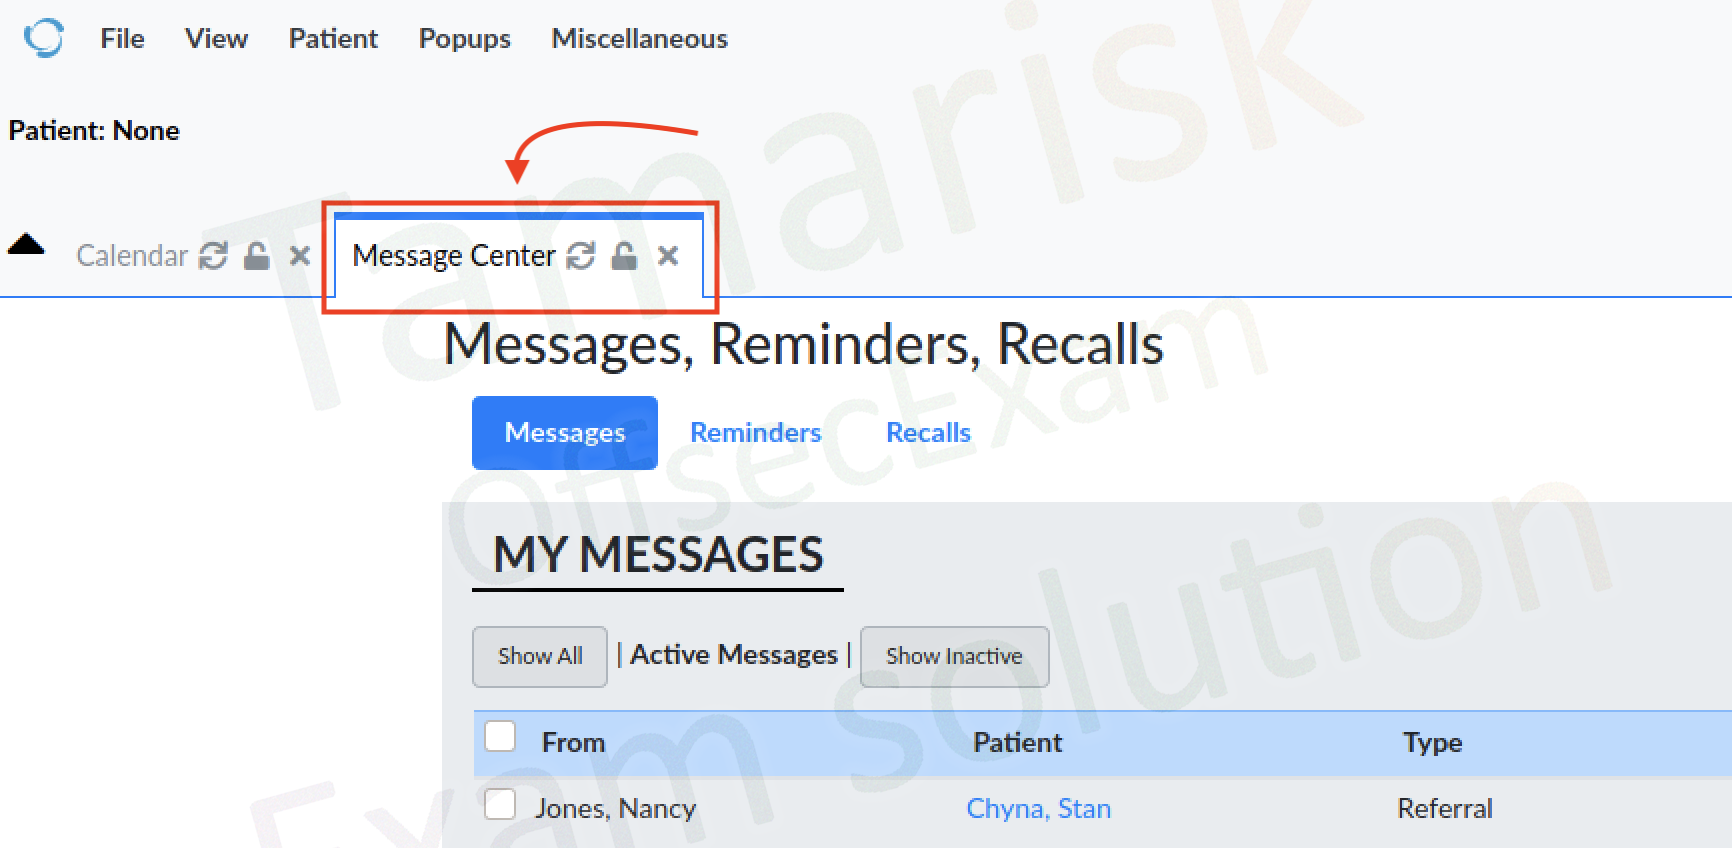 File View Patient Popups Miscellaneous
Patient: None
Calendar Message Center
Messages, Reminders, Recalls
Messages Reminders Recalls
MY MESSAGES
Show All | Active Messages | Show Inactive
From Patient Type
Jones, Nancy Chyna, Stan Referral
Tamarisk
OffsecExam
Exam solution